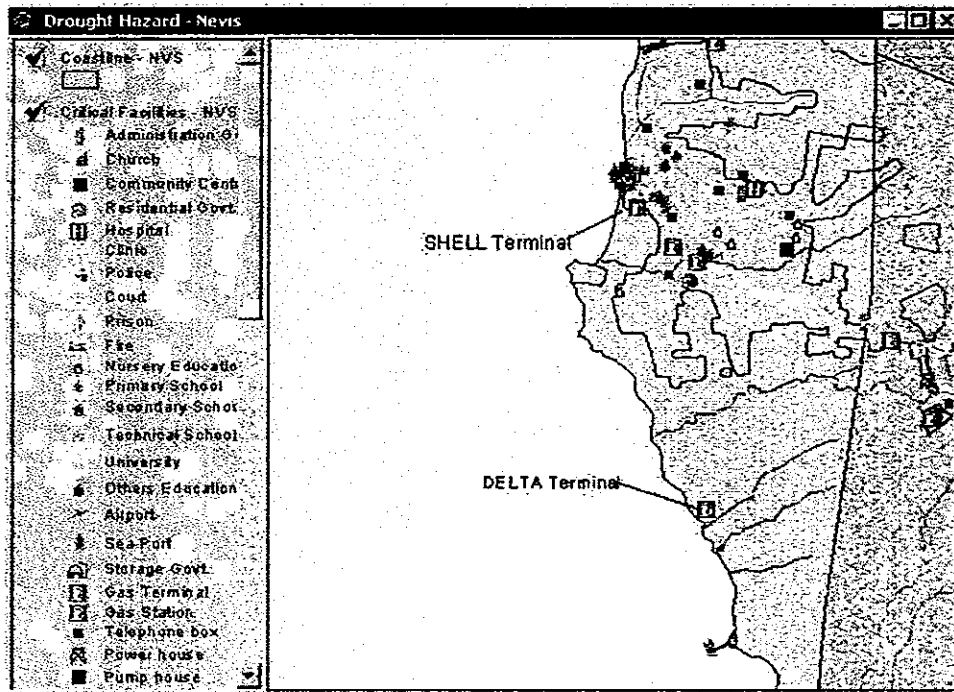 Drought Hazard - Nevis
Coastline - NVS
Critical Facilities - NVS
Administration G
Church
Community Cent
Residential Govt.
Hospital
Clinic
Police
Court
Prison
Fire
Nursery Educatio
Primary School
Secondary Schoo
Technical School
University
Others Education
Airport
Sea Port
Storage Govt.
Gas Terminal
Gas Station
Telephone box
Power house
Pump house
SHELL Terminal
DELTA Terminal